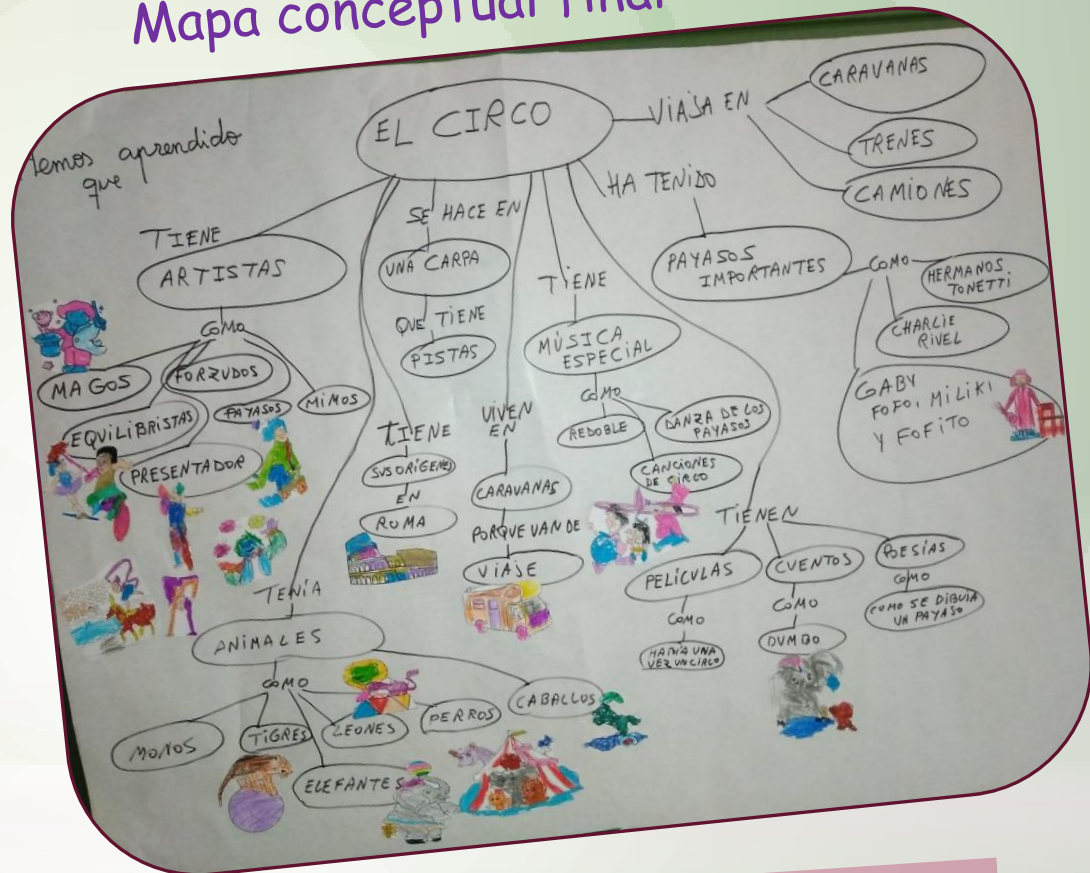 Mapa conceptual final
Hemos aprendido
que
EL CIRCO
VIAJA EN
CARAVANAS
TRENES
CAMIONES
HA TENIDO
PAYASOS
IMPORTANTES
COMO
HERMANOS
TONETTI
CHARLIE
RIVEL
GABY
FOFO, MILIKI
Y FOFITO
TIENE
ARTISTAS
COMO
MAGOS
FORZUDOS
MIMOS
EQUILIBRISTAS
PAYASOS
PRESENTADOR
SE HACE EN
UNA CARPA
QUE TIENE
PISTAS
TIENE
MÚSICA
ESPECIAL
COMO
REDOBLE
DANZA DE LOS
PAYASOS
CANCIONES
DE CIRCO
TIENE
SUS ORÍGENES
EN
ROMA
VIVEN
EN
CARAVANAS
PORQUE VAN DE
VIAJE
TIENEN
PELÍCULAS
COMO
HABÍA UNA
VEZ UN CIRCO
CUENTOS
COMO
DUMBO
POESÍAS
COMO
COMO SE DIBUJA
UN PAYASO
TENÍA
ANIMALES
COMO
MONOS
TIGRES
LEONES
PERROS
CABALLOS
ELEFANTES